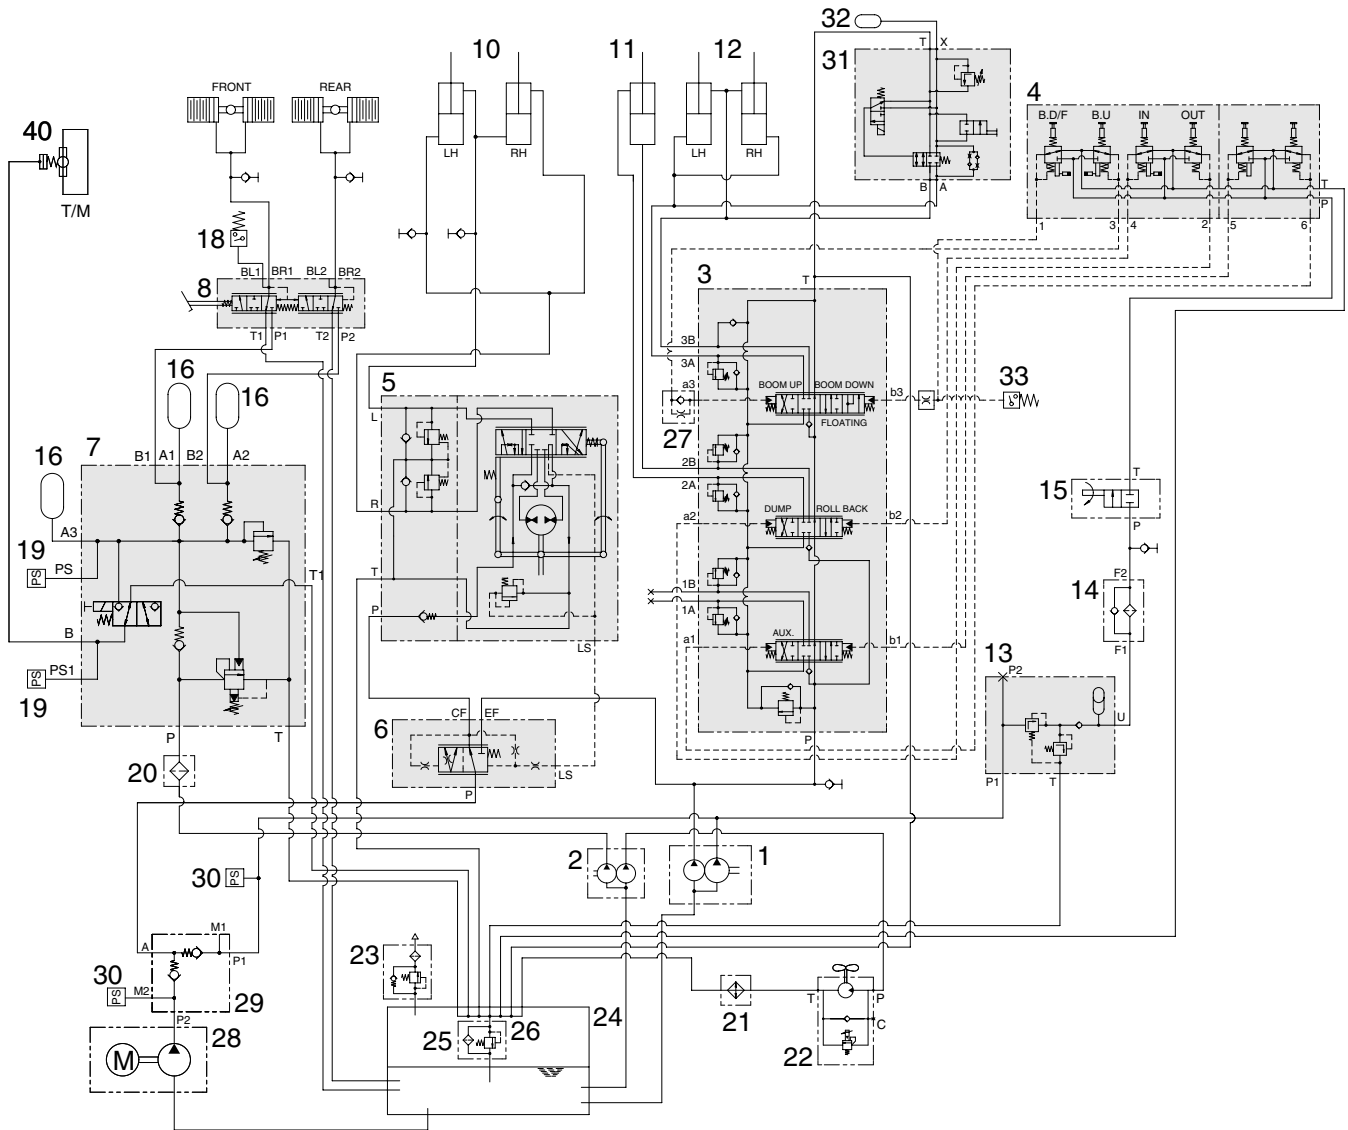 32
10
11
12
31
T X
4
FRONT
REAR
B.D/F
B.U
IN
OUT
40
LH
RH
LH
RH
T/M
B A
T
P
1
3
4
2
5
6
18
BL1
BR1
BL2
BR2
8
3
T
T1
P1
T2
P2
3B
3A
16
16
5
a3
BOOM UP
BOOM DOWN
b3
33
L
FLOATING
27
7
B1
A1
B2
A2
16
2B
T
15
2A
R
a2
DUMP
ROLL BACK
b2
P
A3
19
PS
PS
T1
T
1B
F2
14
P
1A
B
a1
AUX.
b1
F1
PS
PS1
LS
13
P2
19
CF
EF
U
6
P
T
P
LS
20
P
P1
T
2
1
30
PS
M1
A
P1
23
30
PS
M2
29
T
P
21
C
P2
28
25
26
24
22
M